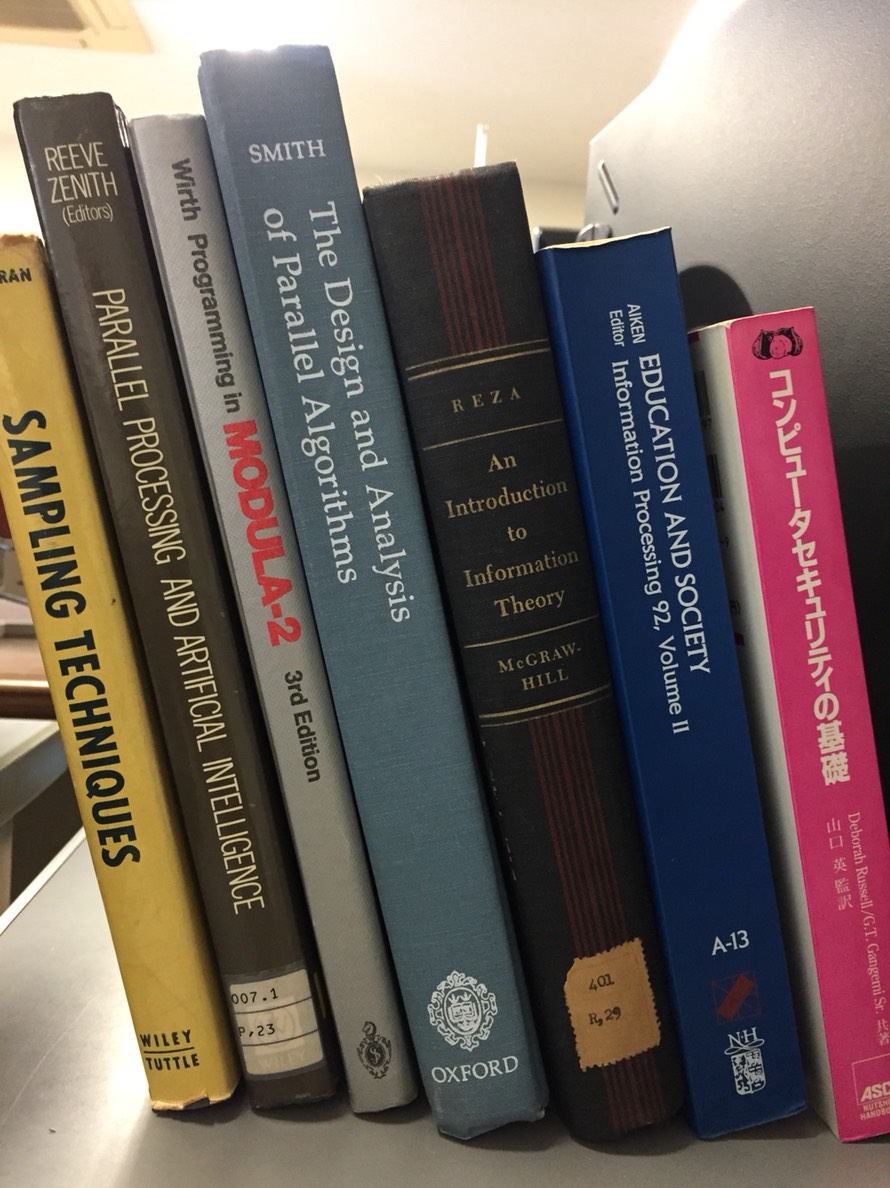 RAN
SAMPLING TECHNIQUES
WILEY
TUTTLE
REEVE
ZENITH
(Editors)
PARALLEL PROCESSING AND ARTIFICIAL INTELLIGENCE
007.1
P,23
WILEY
Wirth Programming in MODULA-2 3rd Edition
SMITH
The Design and Analysis
of Parallel Algorithms
OXFORD
REZA
An
Introduction
to
Information
Theory
McGRAW-
HILL
401
R,29
AIKEN
Editor
EDUCATION AND SOCIETY
Information Processing 92, Volume II
A-13
NH
コンピュータセキュリティの基礎
Deborah Russell/G.T. Gangemi Sr. 共著
山口 英 監訳
ASC
NUTSHE
HANDBO